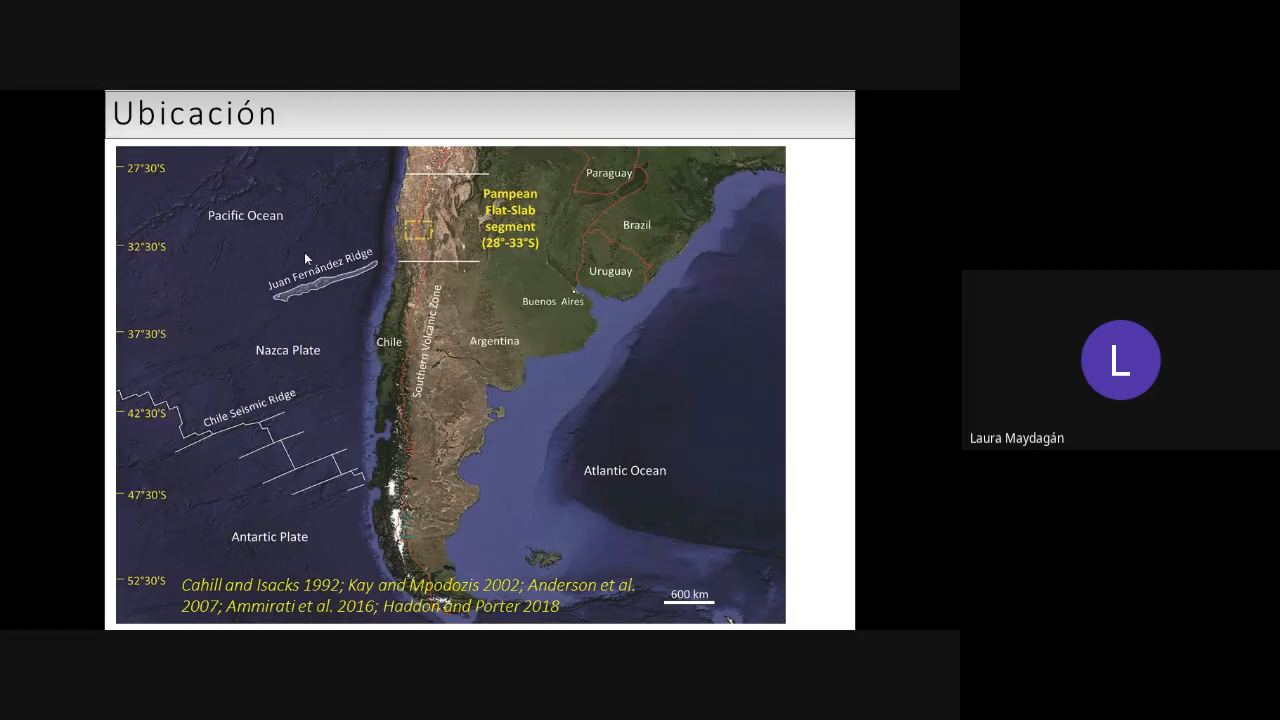 Ubicación
27°30'S
Paraguay
Pampean
Flat-Slab
segment
(28°-33°S)
Pacific Ocean
Brazil
32°30'S
Juan Fernández Ridge
Uruguay
Buenos Aires
37°30'S
Nazca Plate
Chile
Southern Volcanic Zone
Argentina
42°30'S
Chile Seismic Ridge
Atlantic Ocean
47°30'S
Antartic Plate
52°30'S
Cahill and Isacks 1992; Kay and Mpodozis 2002; Anderson et al.
2007; Ammirati et al. 2016; Haddon and Porter 2018
600 km
L
Laura Maydagán